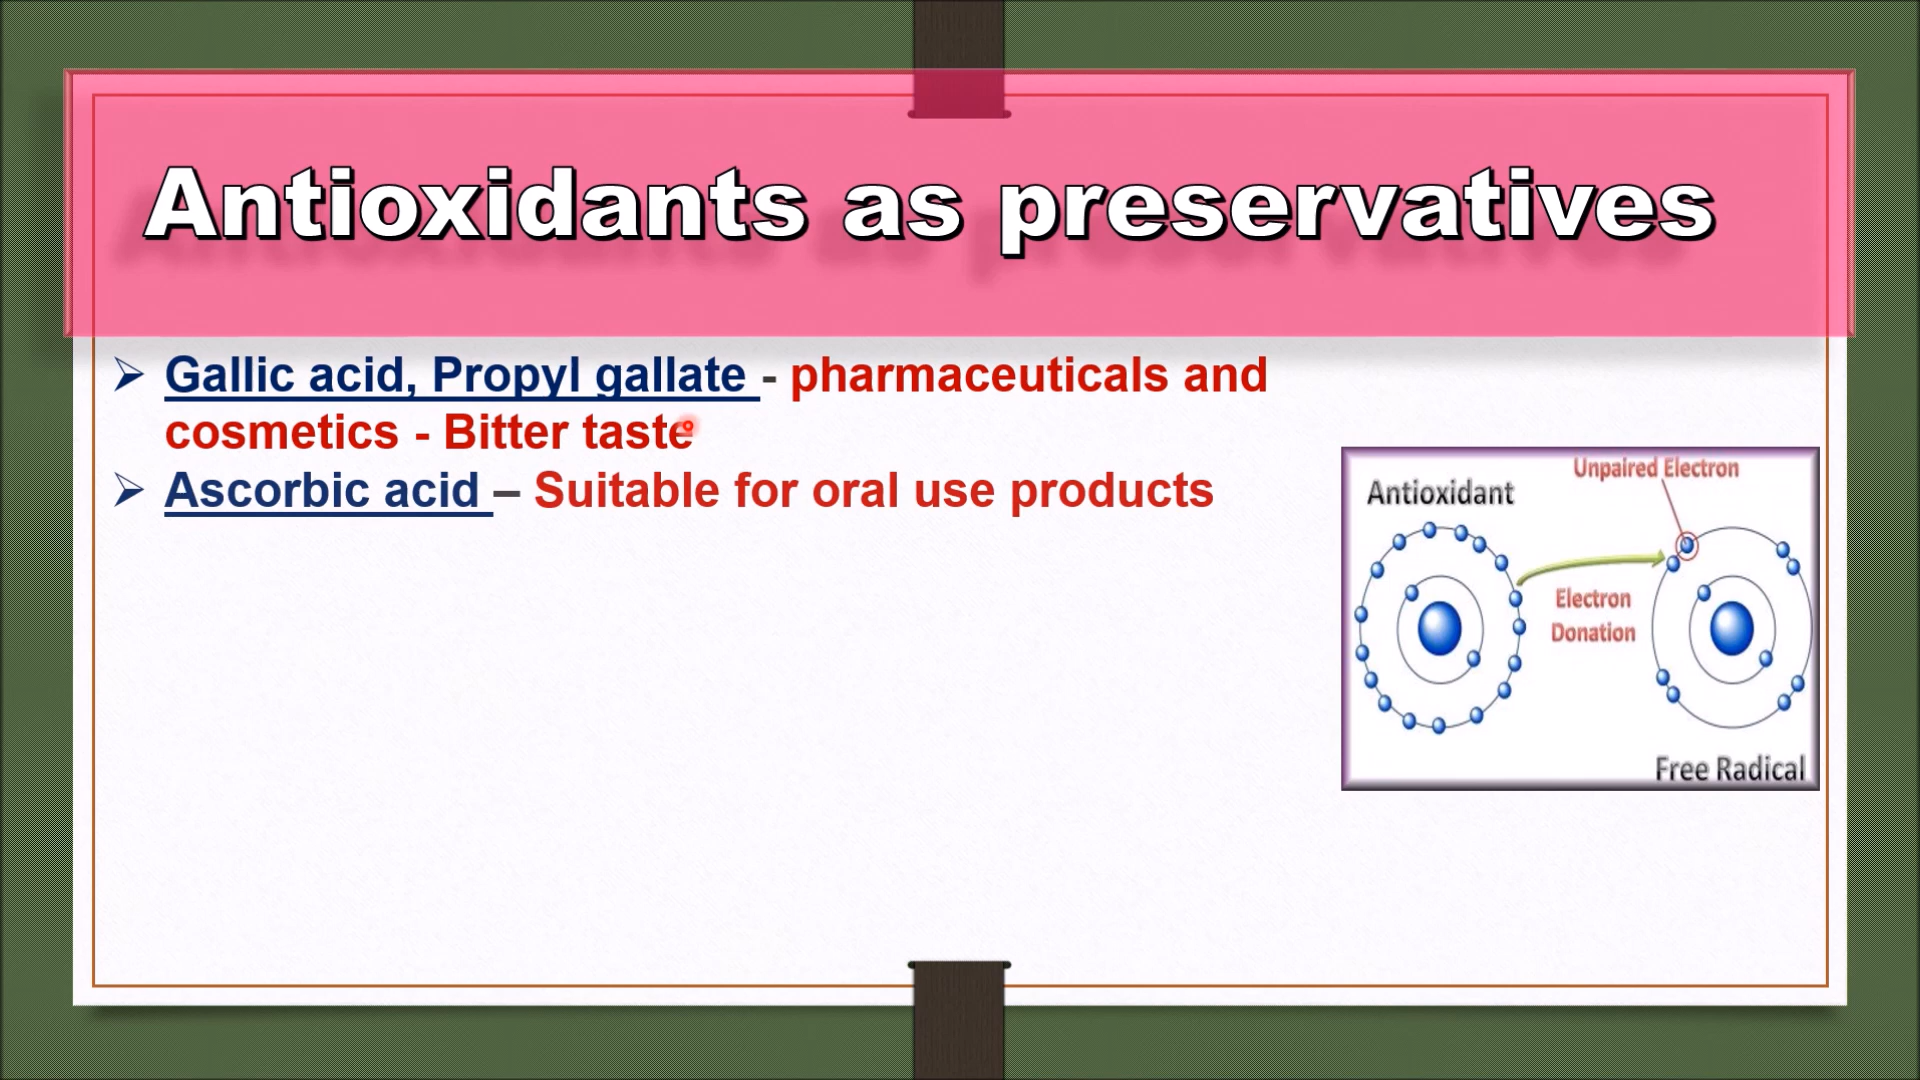 Antioxidants as preservatives
Gallic acid, Propyl gallate - pharmaceuticals and
cosmetics - Bitter taste
Ascorbic acid – Suitable for oral use products
Unpaired Electron
Antioxidant
Electron
Donation
Free Radical